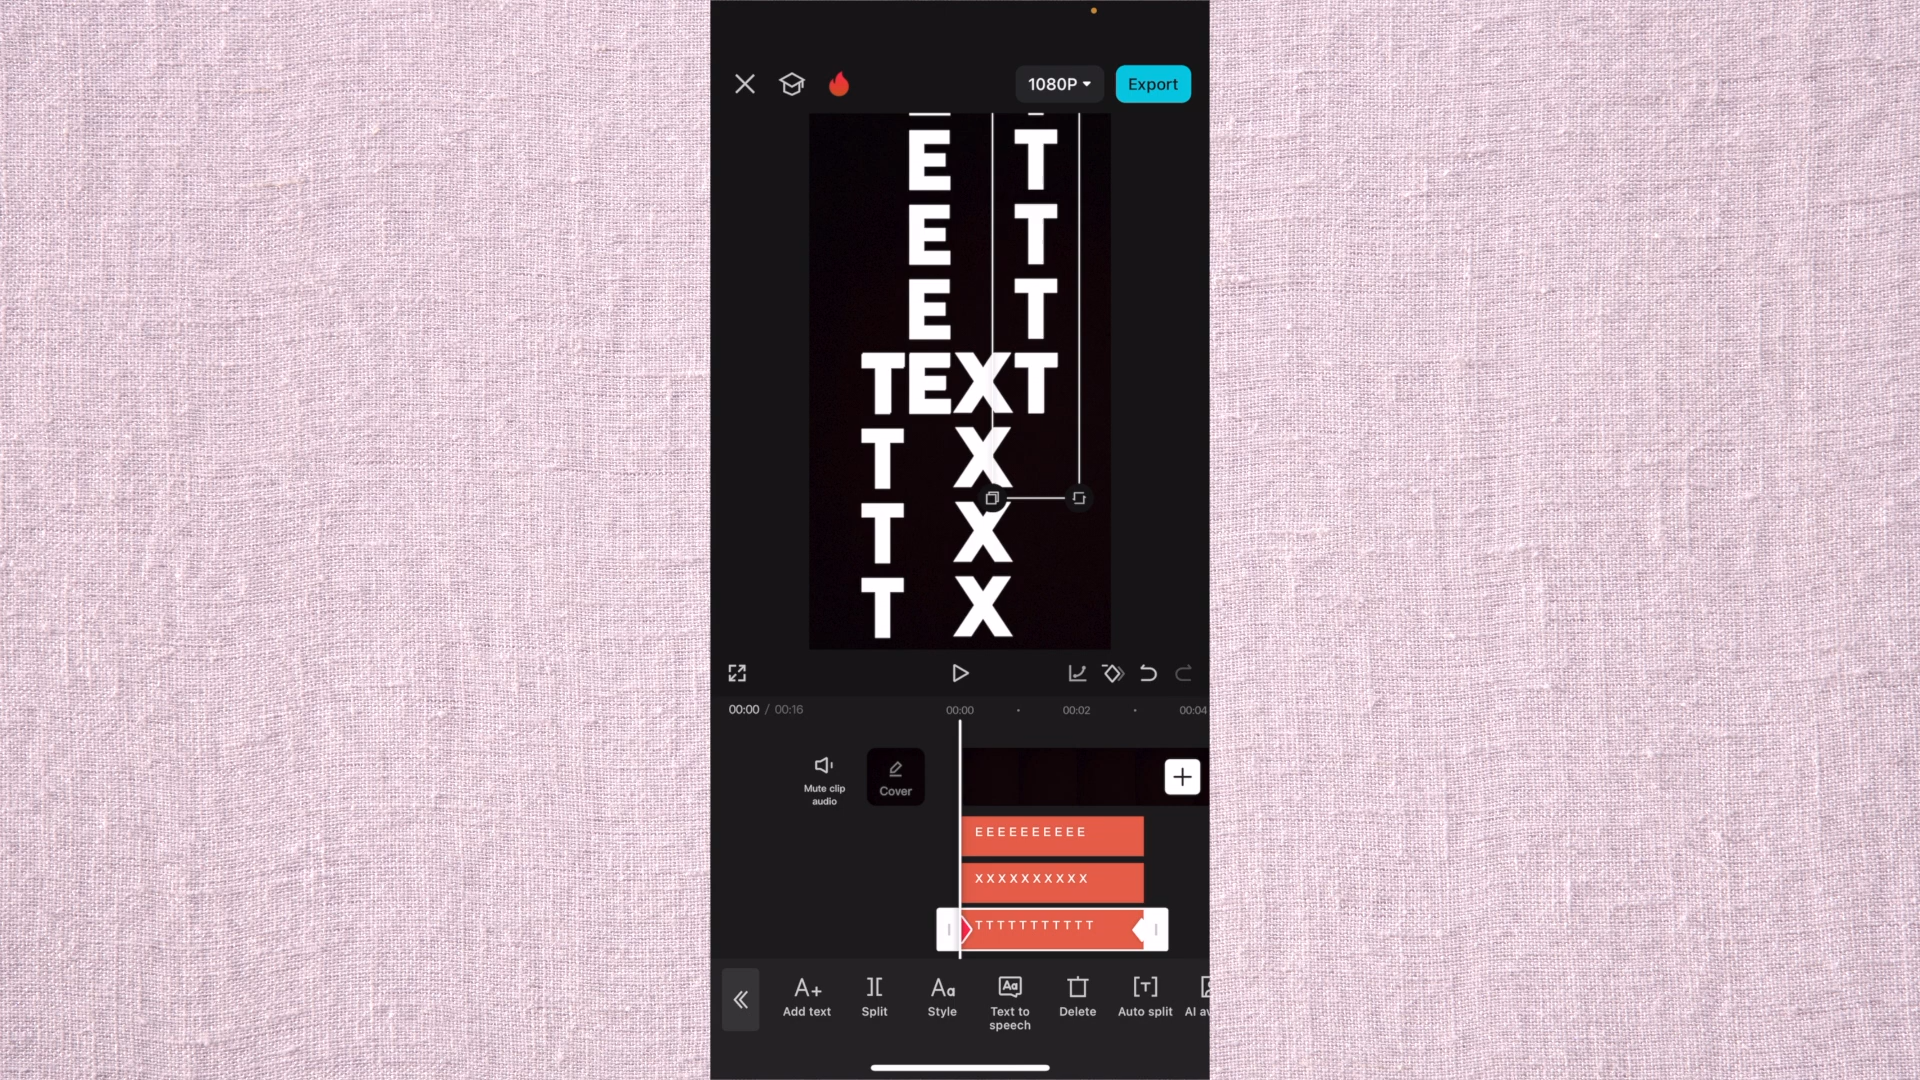 1080P
Export
E T
E T
E T
TEXT
T X
T X
T X
00:00 / 00:16
00:00
00:02
00:04
Mute clip
audio
Cover
EEEEEEEEEE
XXXXXXXXXX
TTTTTTTTTTT
Add text
Split
Style
Text to
speech
Delete
Auto split